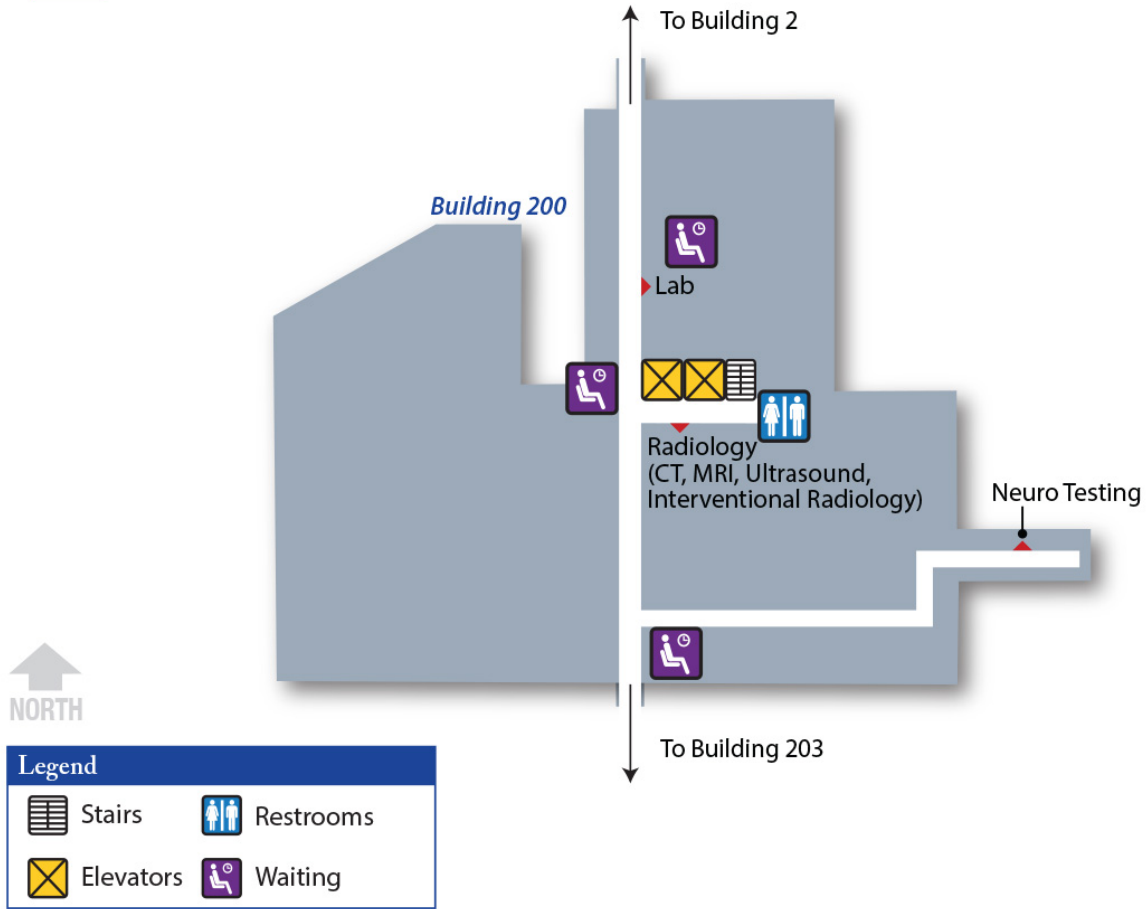 To Building 2
Building 200
Lab
Radiology
(CT, MRI, Ultrasound,
Interventional Radiology)
Neuro Testing
NORTH
To Building 203
Legend
Stairs
Restrooms
Elevators
Waiting